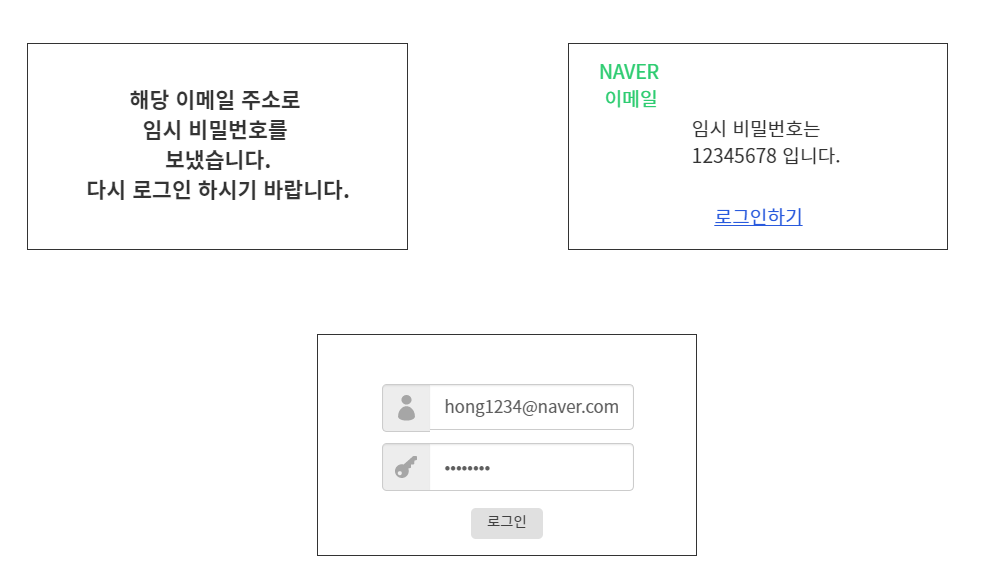 해당 이메일 주소로
임시 비밀번호를
보냈습니다.
다시 로그인 하시기 바랍니다.
NAVER
이메일
임시 비밀번호는
12345678 입니다.
로그인하기
hong1234@naver.com
••••••••
로그인